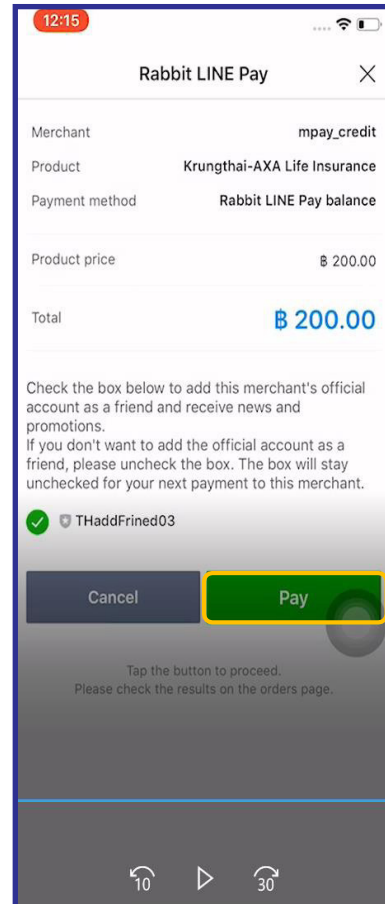 12:15
Rabbit LINE Pay
Merchant mpay_credit
Product Krungthai-AXA Life Insurance
Payment method Rabbit LINE Pay balance
Product price ฿ 200.00
Total ฿ 200.00
Check the box below to add this merchant's official
account as a friend and receive news and
promotions.
If you don't want to add the official account as a
friend, please uncheck the box. The box will stay
unchecked for your next payment to this merchant.
THaddFrined03
Cancel Pay
Tap the button to proceed.
Please check the results on the orders page.
10 30